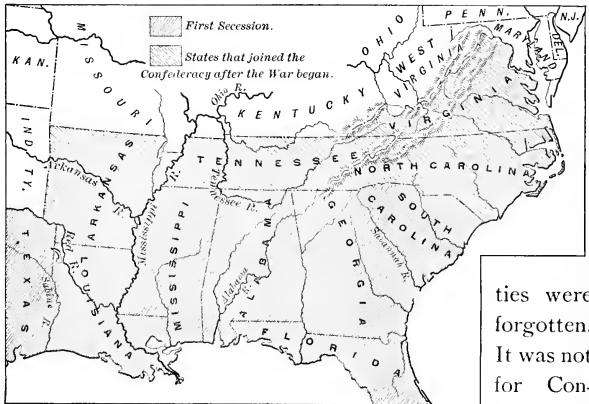 First Secession.
States that joined the
Confederacy after the War began.
PENN.
N.J.
MARYLAND
DEL.
OHIO
WEST
VIRGINIA
VIRGINIA
KAN.
MISSOURI
Ohio R.
KENTUCKY
IND. TY.
Arkansas R.
ARKANSAS
TENNESSEE
Tennessee R.
NORTH CAROLINA
SOUTH
CAROLINA
Savannah R.
Mississippi R.
MISSISSIPPI
ALABAMA
Alabama R.
GEORGIA
TEXAS
Red R.
Sabine R.
LOUISIANA
FLORIDA
ties were
forgotten.
It was not
for Con-